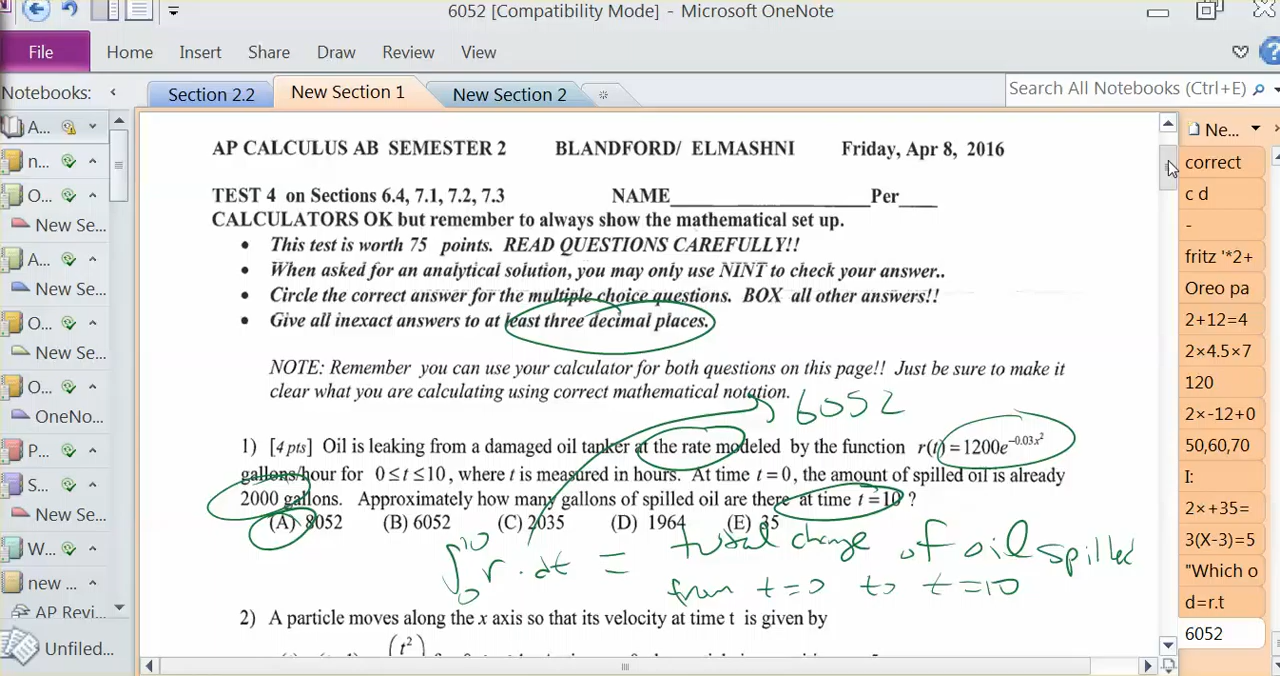 6052 [Compatibility Mode] - Microsoft OneNote
File Home Insert Share Draw Review View
Notebooks: Section 2.2 New Section 1 New Section 2 Search All Notebooks (Ctrl+E)
A...
n...
O...
New Se...
A...
New Se...
O...
New Se...
O...
OneNo...
P...
S...
New Se...
W...
new ...
AP Revi...
Unfiled...
AP CALCULUS AB SEMESTER 2 BLANDFORD/ ELMASHNI Friday, Apr 8, 2016
TEST 4 on Sections 6.4, 7.1, 7.2, 7.3 NAME____________________Per____
CALCULATORS OK but remember to always show the mathematical set up.
• This test is worth 75 points. READ QUESTIONS CAREFULLY!!
• When asked for an analytical solution, you may only use NINT to check your answer..
• Circle the correct answer for the multiple choice questions. BOX all other answers!!
• Give all inexact answers to at least three decimal places.
NOTE: Remember you can use your calculator for both questions on this page!! Just be sure to make it
clear what you are calculating using correct mathematical notation.
6052
1) [4 pts] Oil is leaking from a damaged oil tanker at the rate modeled by the function r(t) = 1200e^{-0.03x²}
gallons/hour for 0 ≤ t ≤ 10, where t is measured in hours. At time t = 0, the amount of spilled oil is already
2000 gallons. Approximately how many gallons of spilled oil are there at time t = 10 ?
(A) 8052 (B) 6052 (C) 2035 (D) 1964 (E) 35
∫₀¹⁰ r · dt = total change of oil spilled
from t=0 to t=10
2) A particle moves along the x axis so that its velocity at time t is given by
Ne...
correct
c d
-
fritz '*2+
Oreo pa
2+12=4
2×4.5×7
120
2×-12+0
50,60,70
I:
2×+35=
3(X-3)=5
"Which o
d=r.t
6052